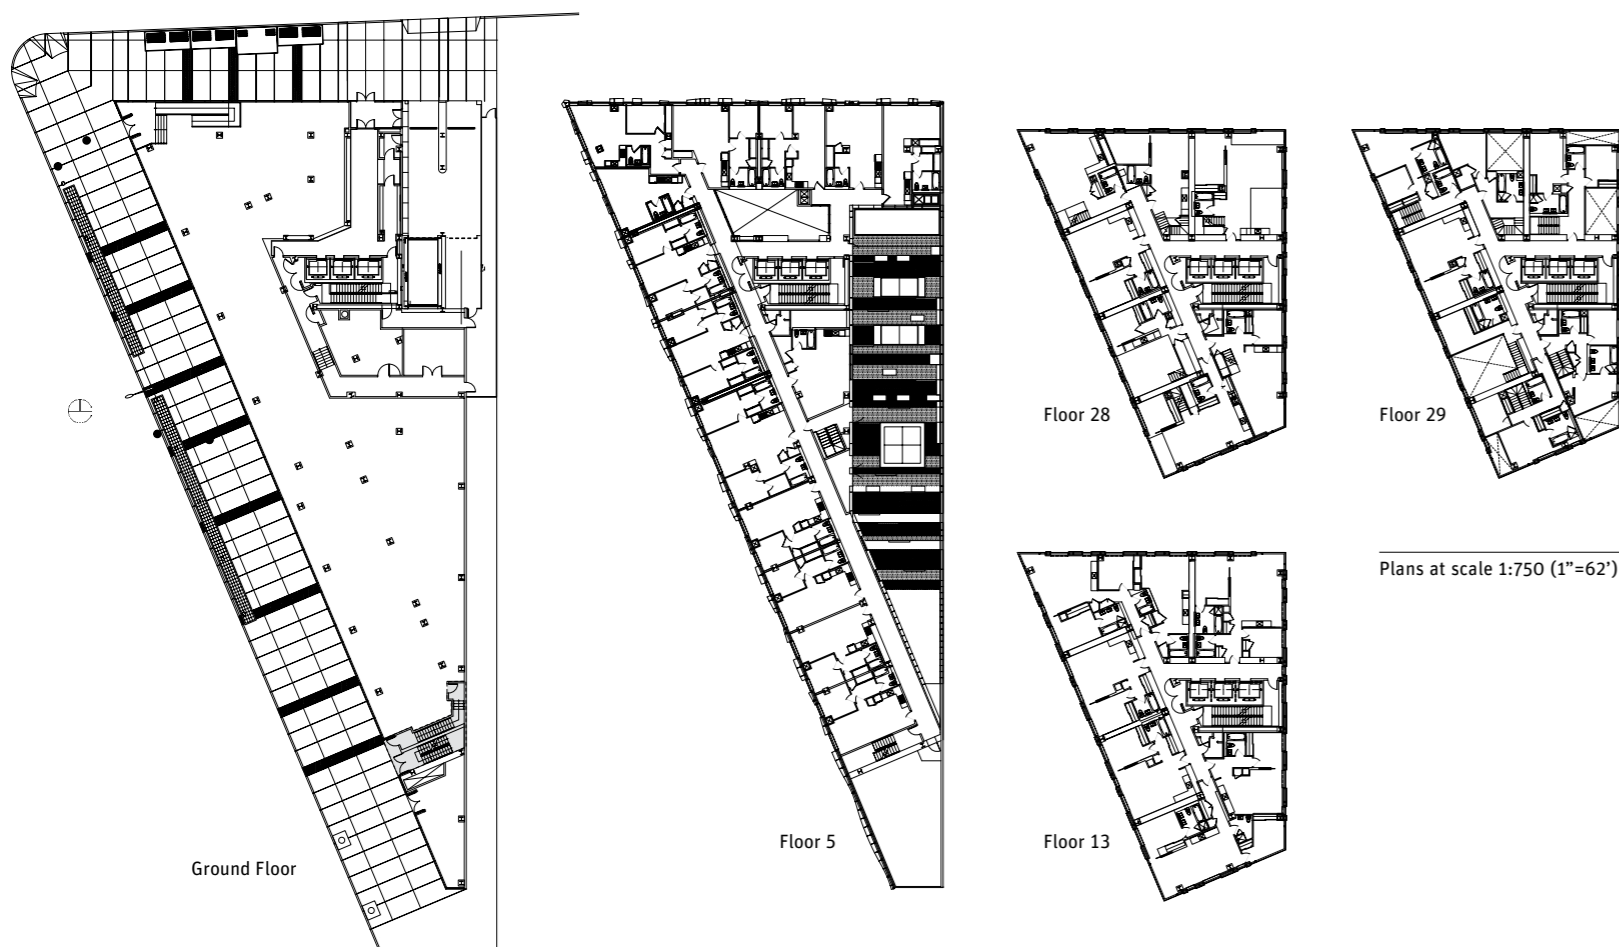 Floor 28
Floor 29
Plans at scale 1:750 (1”=62’)
Ground Floor
Floor 5
Floor 13